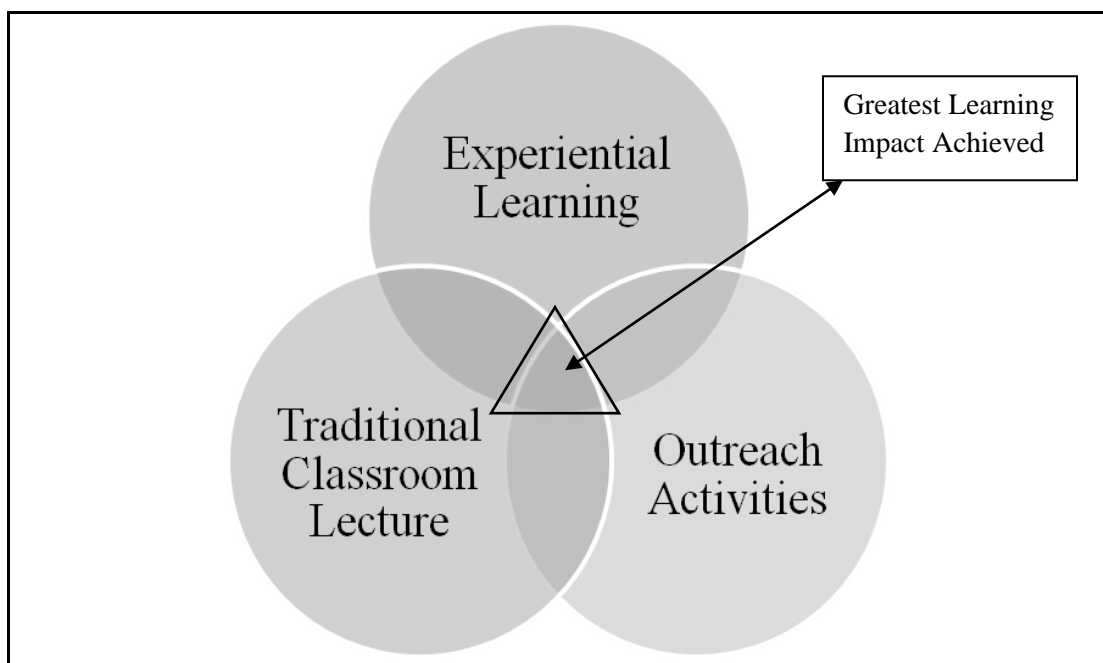 Experiential
Learning
Greatest Learning
Impact Achieved
Traditional
Classroom
Lecture
Outreach
Activities